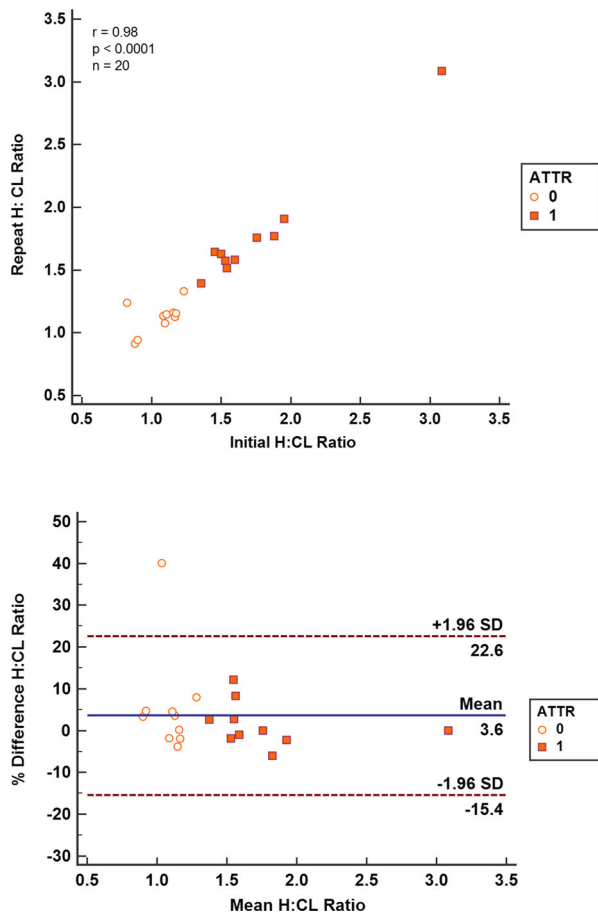 3.5
r = 0.98
p < 0.0001
n = 20
3.0
2.5
Repeat H: CL Ratio
2.0
1.5
1.0
0.5
0.5 1.0 1.5 2.0 2.5 3.0 3.5
Initial H:CL Ratio
ATTR
0
1
50
40
30
20
10
0
-10
-20
-30
% Difference H:CL Ratio
+1.96 SD
22.6
Mean
3.6
-1.96 SD
-15.4
0.5 1.0 1.5 2.0 2.5 3.0 3.5
Mean H:CL Ratio
ATTR
0
1